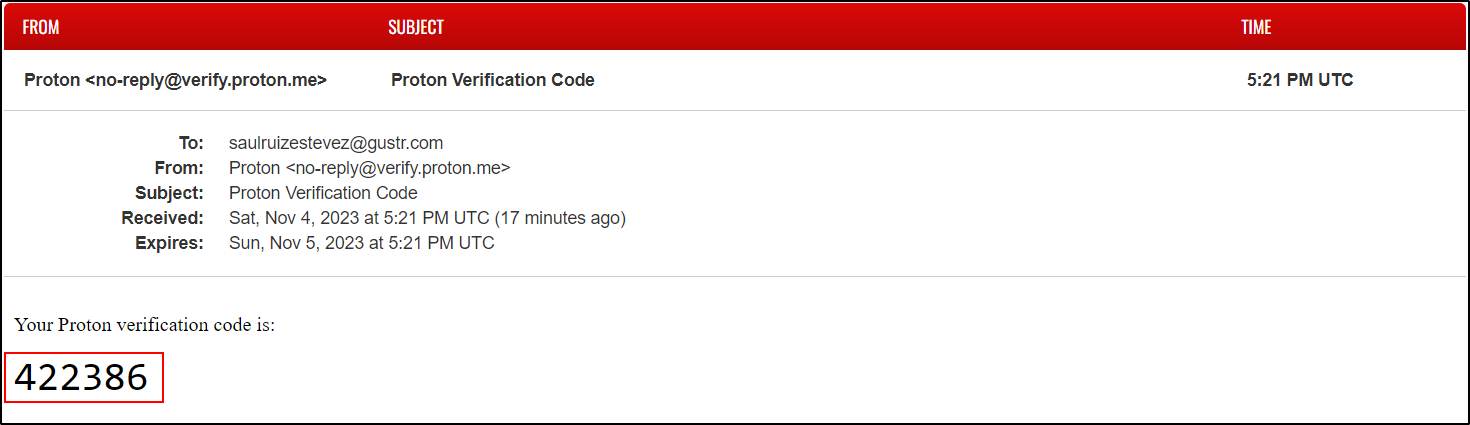 FROM SUBJECT TIME
Proton <no-reply@verify.proton.me> Proton Verification Code 5:21 PM UTC
To: saulruizestevez@gustr.com
From: Proton <no-reply@verify.proton.me>
Subject: Proton Verification Code
Received: Sat, Nov 4, 2023 at 5:21 PM UTC (17 minutes ago)
Expires: Sun, Nov 5, 2023 at 5:21 PM UTC
Your Proton verification code is:
422386